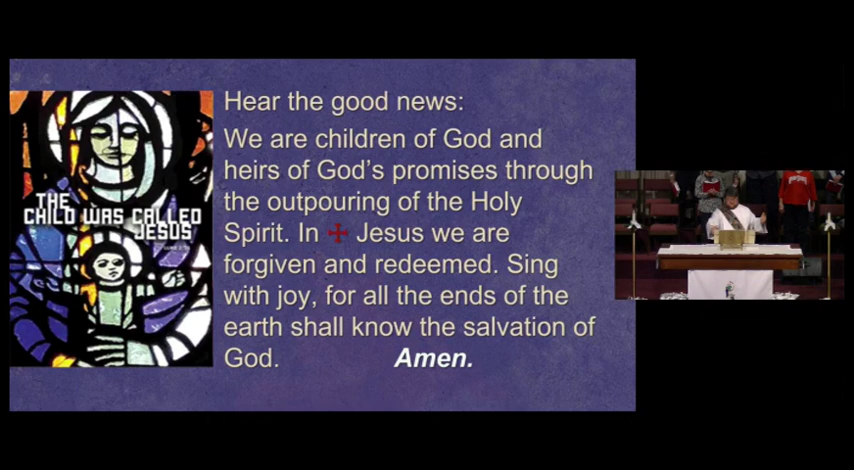 THE
CHILD WAS CALLED
JESUS
Hear the good news:
We are children of God and
heirs of God's promises through
the outpouring of the Holy
Spirit. In ☩ Jesus we are
forgiven and redeemed. Sing
with joy, for all the ends of the
earth shall know the salvation of
God. Amen.